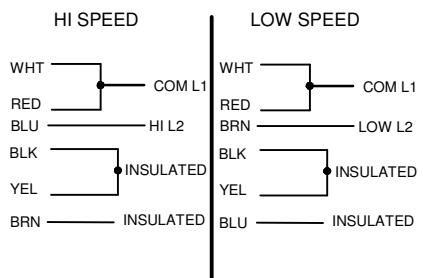 HI SPEED
WHT
COM L1
RED
BLU HI L2
BLK
INSULATED
YEL
BRN INSULATED
LOW SPEED
WHT
COM L1
RED
BRN LOW L2
BLK
INSULATED
YEL
BLU INSULATED